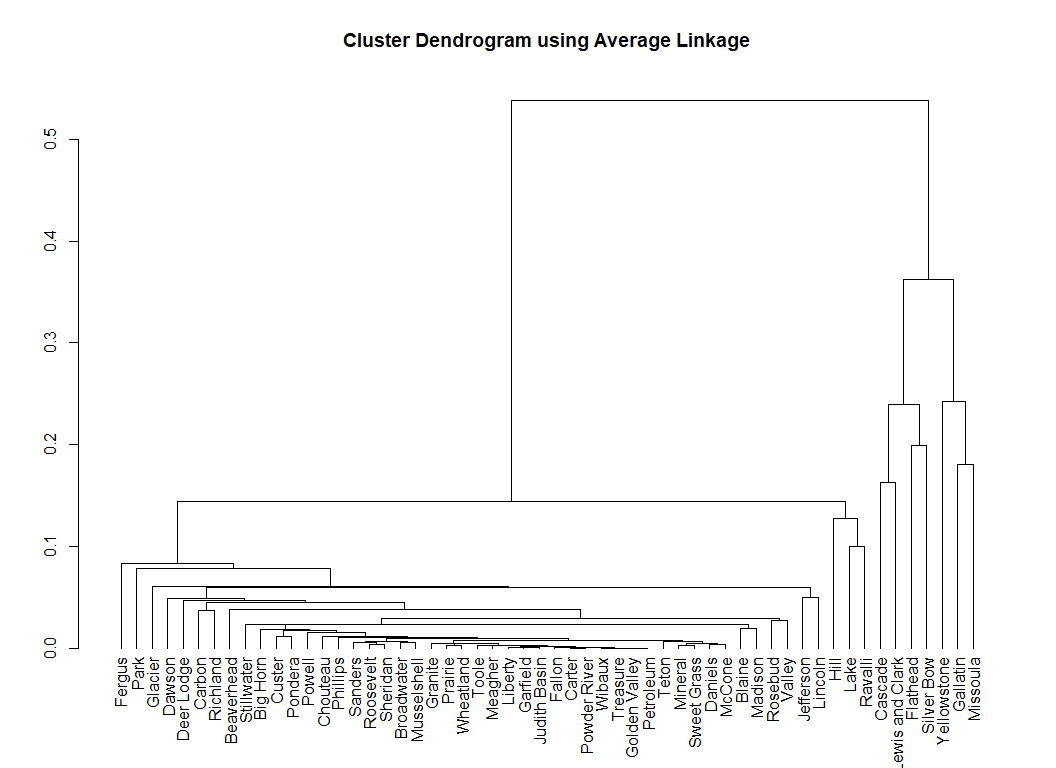 Cluster Dendrogram using Average Linkage
0.5
0.4
0.3
0.2
0.1
0.0
Fergus
Park
Glacier
Dawson
Deer Lodge
Carbon
Richland
Beaverhead
Stillwater
Big Horn
Custer
Pondera
Powell
Chouteau
Phillips
Sanders
Roosevelt
Sheridan
Broadwater
Musselshell
Granite
Prairie
Wheatland
Toole
Meagher
Liberty
Garfield
Judith Basin
Fallon
Carter
Powder River
Wibaux
Treasure
Golden Valley
Petroleum
Teton
Mineral
Sweet Grass
Daniels
McCone
Blaine
Madison
Rosebud
Valley
Jefferson
Lincoln
Hill
Lake
Ravalli
Cascade
Lewis and Clark
Flathead
Silver Bow
Yellowstone
Gallatin
Missoula